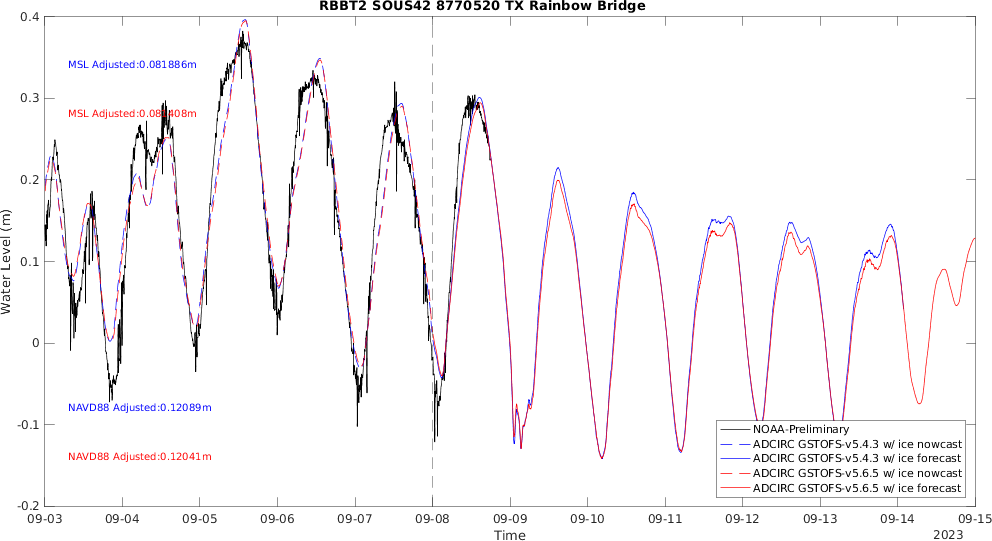 RBBT2 SOUS42 8770520 TX Rainbow Bridge
0.4
0.3
0.2
0.1
0
-0.1
-0.2
Water Level (m)
MSL Adjusted:0.081886m
MSL Adjusted:0.081408m
NAVD88 Adjusted:0.12089m
NAVD88 Adjusted:0.12041m
NOAA-Preliminary
ADCIRC GSTOFS-v5.4.3 w/ ice nowcast
ADCIRC GSTOFS-v5.4.3 w/ ice forecast
ADCIRC GSTOFS-v5.6.5 w/ ice nowcast
ADCIRC GSTOFS-v5.6.5 w/ ice forecast
09-03 09-04 09-05 09-06 09-07 09-08 09-09 09-10 09-11 09-12 09-13 09-14 09-15
Time
2023